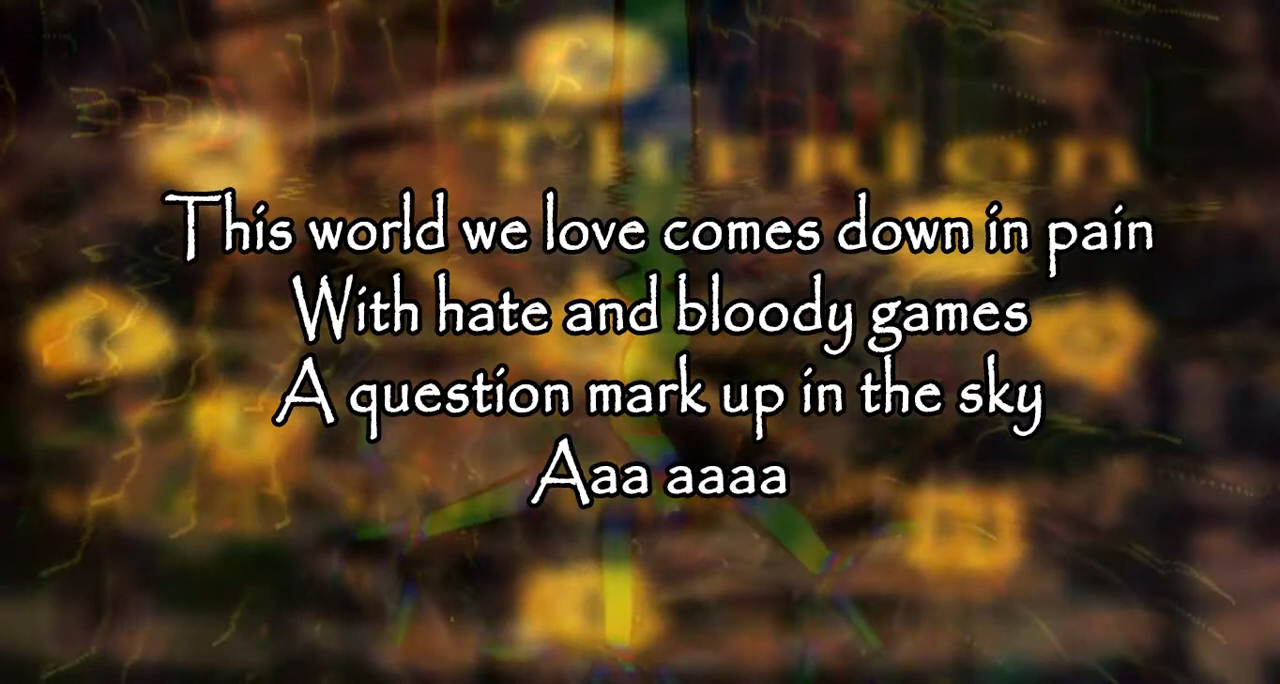 Therion
This world we love comes down in pain
With hate and bloody games
A question mark up in the sky
Aaa aaaa